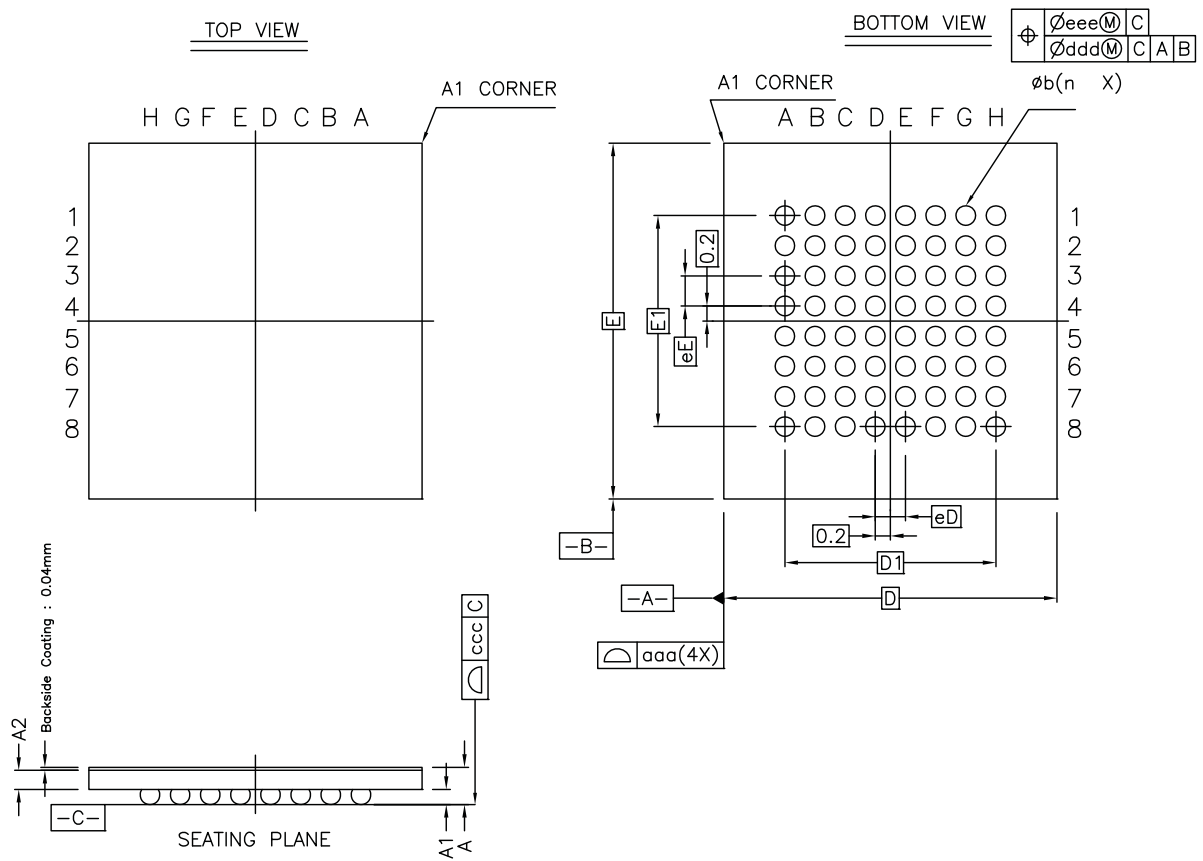 TOP VIEW
A1 CORNER
H G F E D C B A
1
2
3
4
5
6
7
8
BOTTOM VIEW
Øeee Ⓜ C
Øddd Ⓜ C A B
øb(n X)
A1 CORNER
A B C D E F G H
1
2
3
4
5
6
7
8
0.2
E
E1
eE
eD
0.2
D1
D
-B-
-A-
aaa(4X)
Backside Coating : 0.04mm
A2
ccc C
-C-
SEATING PLANE
A1
A